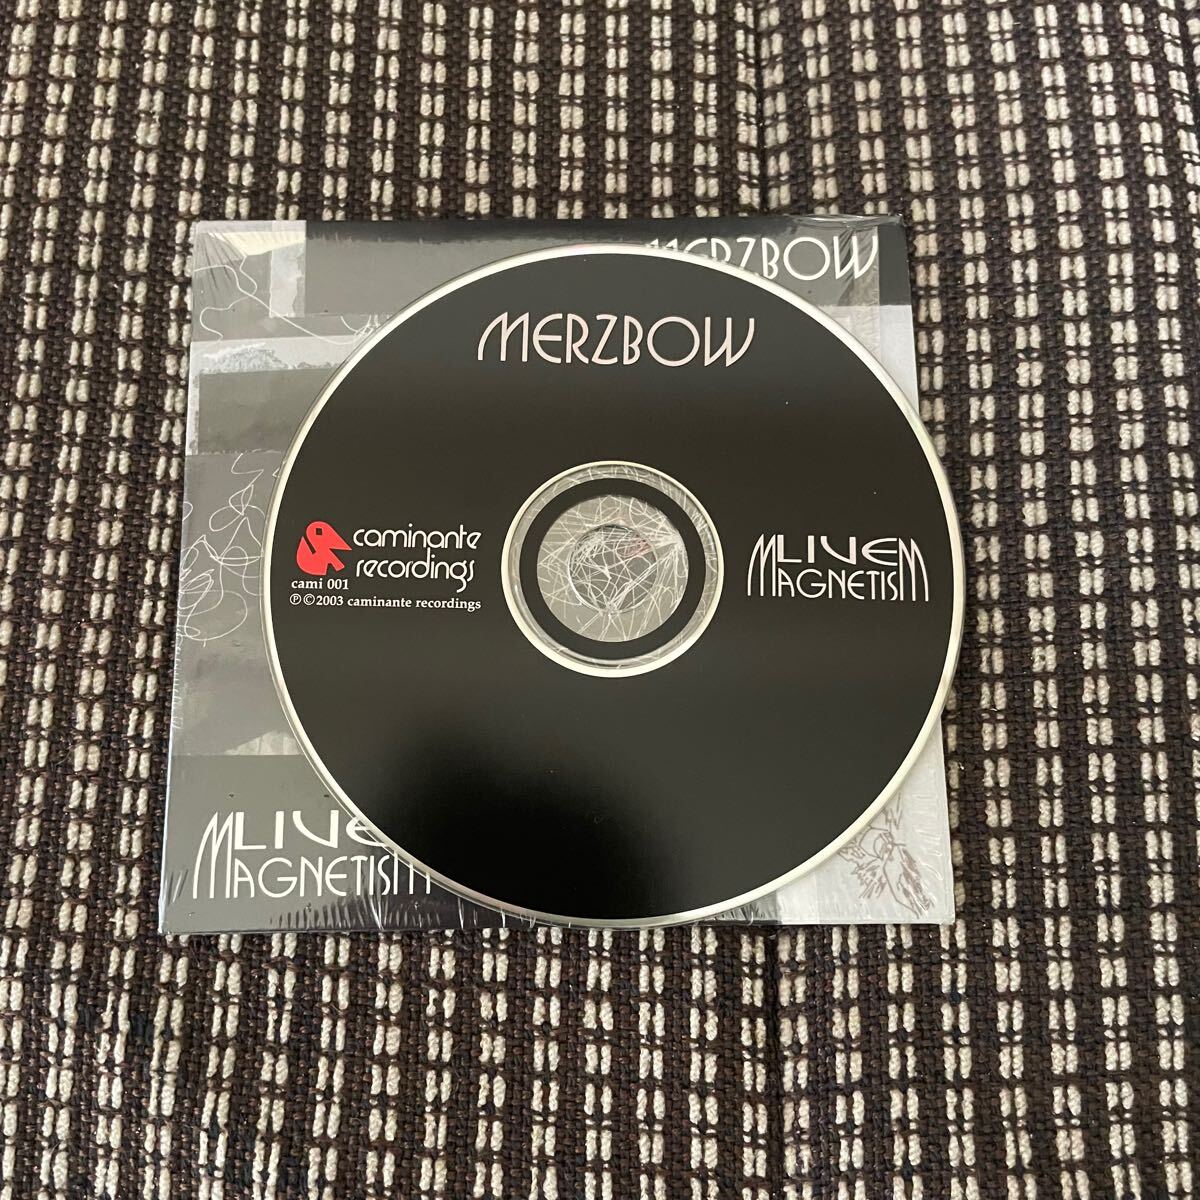 MERZBOW
MERZBOW
caminante
recordings
cami 001
℗©2003 caminante recordings
LIVE
MAGNETISM
LIVE
MAGNETISM